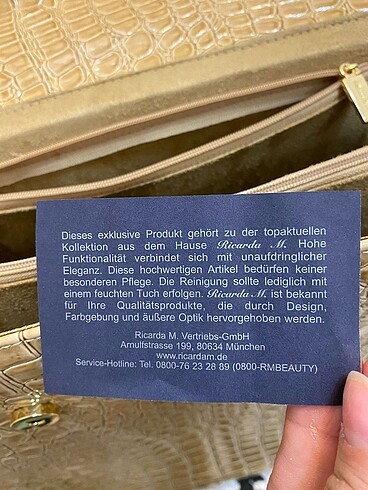 Dieses exklusive Produkt gehört zu der topaktuellen
Kollektion aus dem Hause Ricarda M. Hohe
Funktionalität verbindet sich mit unaufdringlicher
Eleganz. Diese hochwertigen Artikel bedürfen keiner
besonderen Pflege. Die Reinigung sollte lediglich mit
einem feuchten Tuch erfolgen. Ricarda M. ist bekannt
für Ihre Qualitätsprodukte, die durch Design,
Farbgebung und äußere Optik hervorgehoben werden.
Ricarda M. Vertriebs-GmbH
Arnulfstrasse 199, 80634 München
www.ricardam.de
Service-Hotline: Tel. 0800-76 23 28 89 (0800-RMBEAUTY)